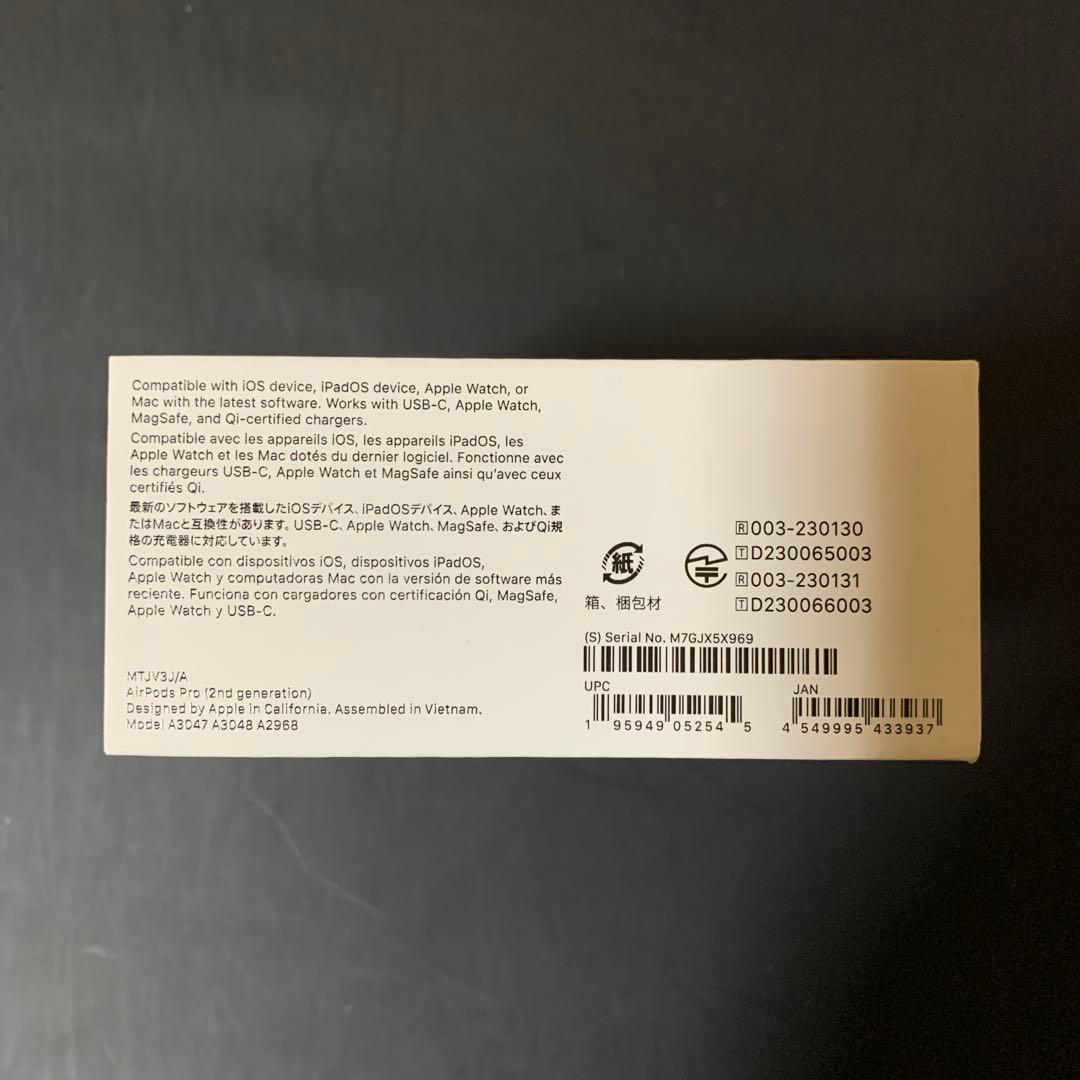 Compatible with iOS device, iPadOS device, Apple Watch, or
Mac with the latest software. Works with USB-C, Apple Watch,
MagSafe, and Qi-certified chargers.
Compatible avec les appareils iOS, les appareils iPadOS, les
Apple Watch et les Mac dotés du dernier logiciel. Fonctionne avec
les chargeurs USB-C, Apple Watch et MagSafe ainsi qu'avec ceux
certifiés Qi.
最新のソフトウェアを搭載したiOSデバイス、iPadOSデバイス、Apple Watch、ま
たはMacと互換性があります。USB-C、Apple Watch、MagSafe、およびQi規
格の充電器に対応しています。
Compatible con dispositivos iOS, dispositivos iPadOS,
Apple Watch y computadoras Mac con la versión de software más
reciente. Funciona con cargadores con certificación Qi, MagSafe,
Apple Watch y USB-C.
MTJV3J/A
AirPods Pro (2nd generation)
Designed by Apple in California. Assembled in Vietnam.
Model A3047 A3048 A2968
紙
箱、梱包材
R 003-230130
T D230065003
R 003-230131
T D230066003
(S) Serial No. M7GJX5X969
UPC
1 95949 05254 5
JAN
4 549995 433937